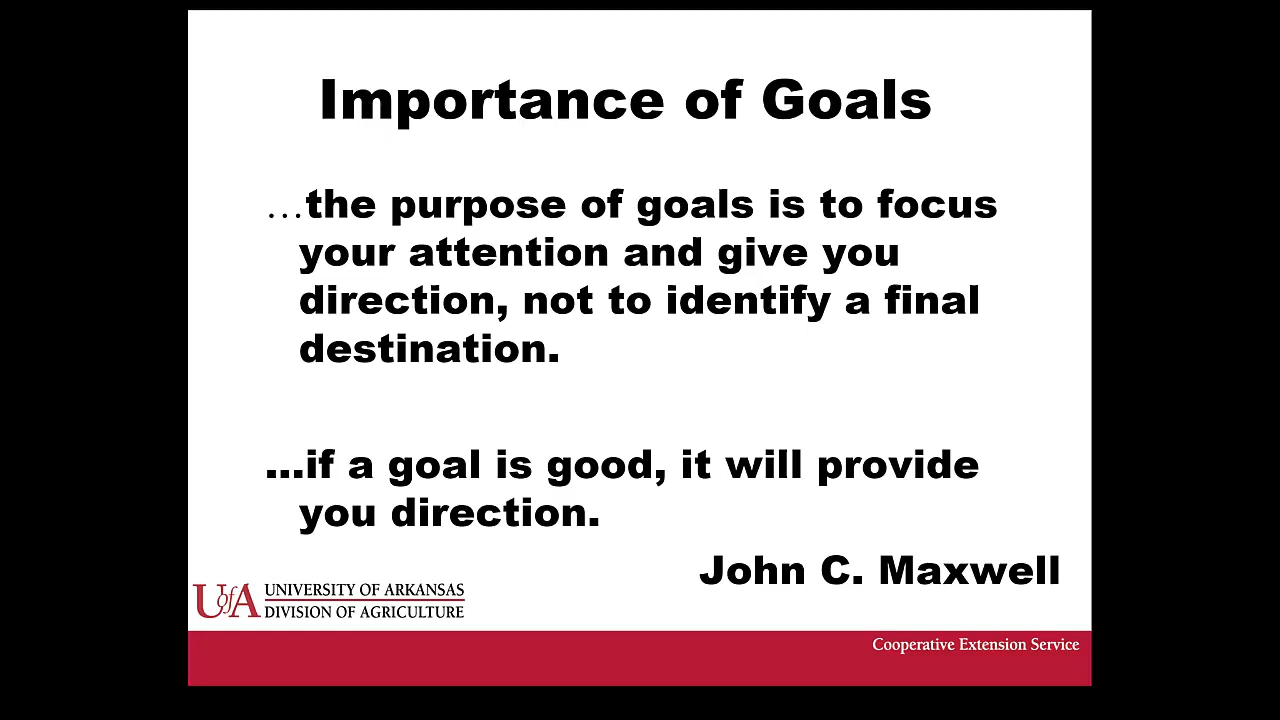 Importance of Goals
…the purpose of goals is to focus
your attention and give you
direction, not to identify a final
destination.
…if a goal is good, it will provide
you direction.
John C. Maxwell
UofA UNIVERSITY OF ARKANSAS
DIVISION OF AGRICULTURE
Cooperative Extension Service